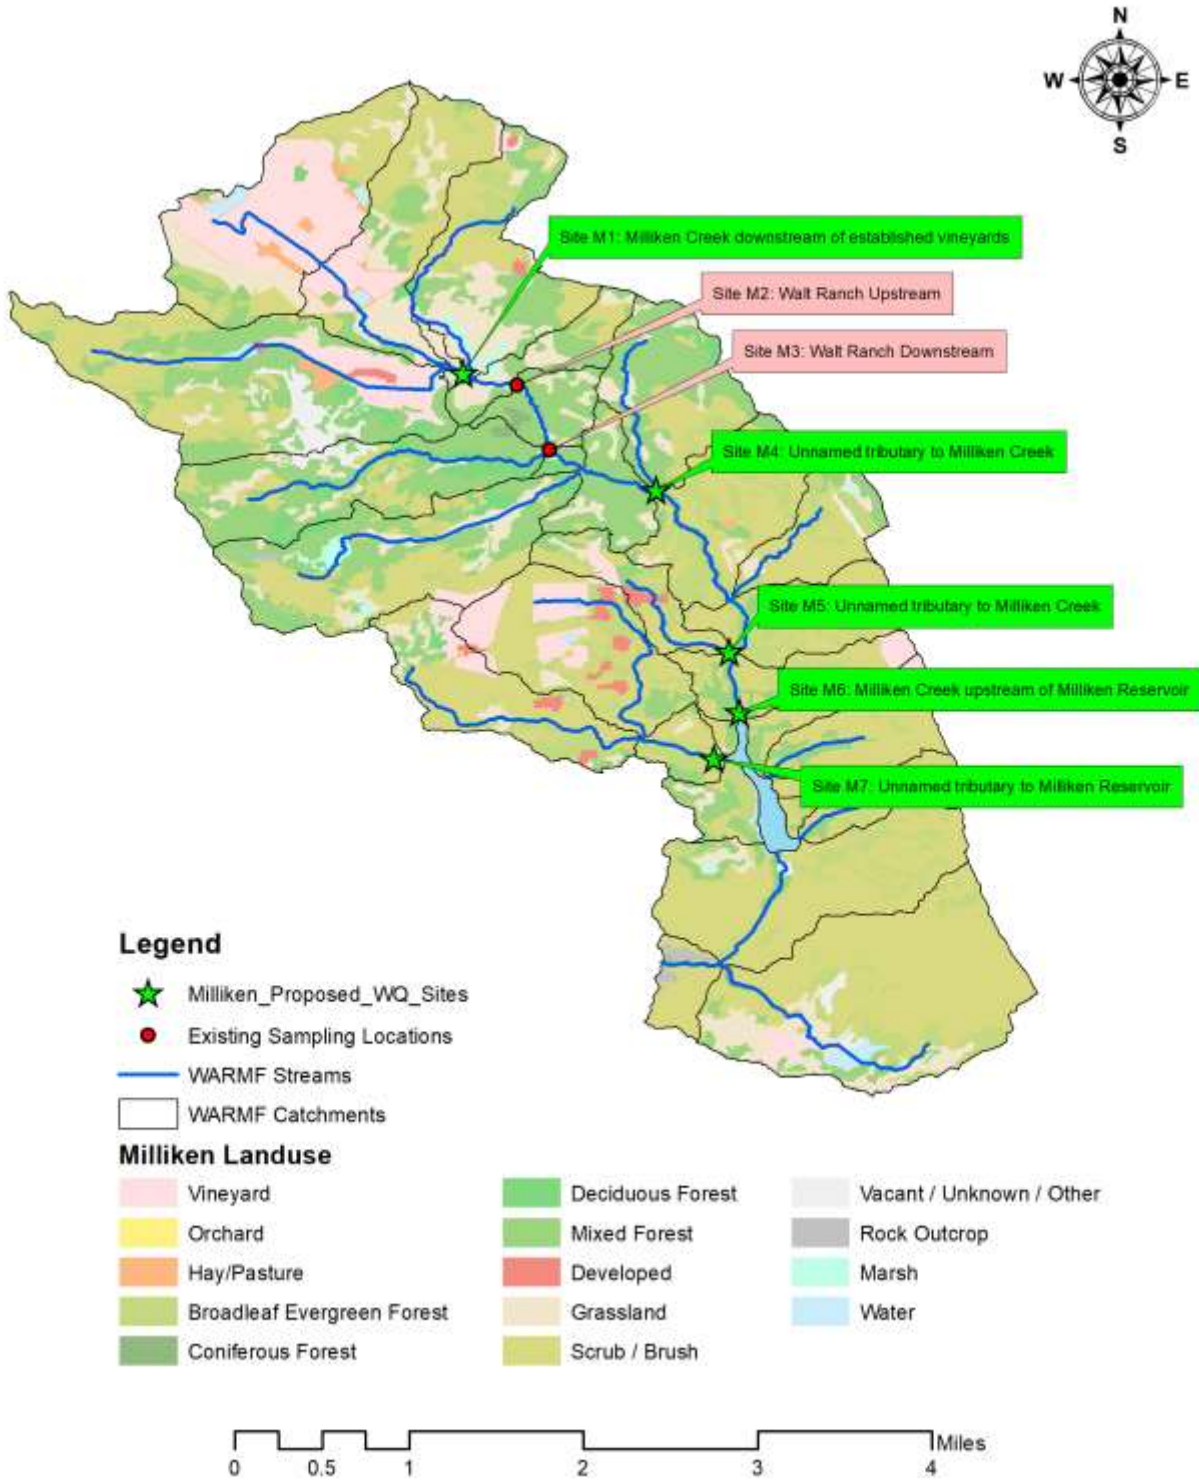 N
W E
S
Site M1: Milliken Creek downstream of established vineyards
Site M2: Walt Ranch Upstream
Site M3: Walt Ranch Downstream
Site M4: Unnamed tributary to Milliken Creek
Site M5: Unnamed tributary to Milliken Creek
Site M6: Milliken Creek upstream of Milliken Reservoir
Site M7: Unnamed tributary to Milliken Reservoir
Legend
Milliken_Proposed_WQ_Sites
Existing Sampling Locations
WARMF Streams
WARMF Catchments
Milliken Landuse
Vineyard
Orchard
Hay/Pasture
Broadleaf Evergreen Forest
Coniferous Forest
Deciduous Forest
Mixed Forest
Developed
Grassland
Scrub / Brush
Vacant / Unknown / Other
Rock Outcrop
Marsh
Water
Miles
0 0.5 1 2 3 4